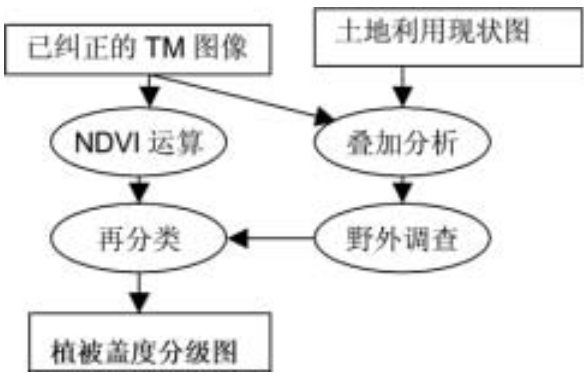 已纠正的 TM 图像
土地利用现状图
NDVI 运算
叠加分析
再分类
野外调查
植被盖度分级图